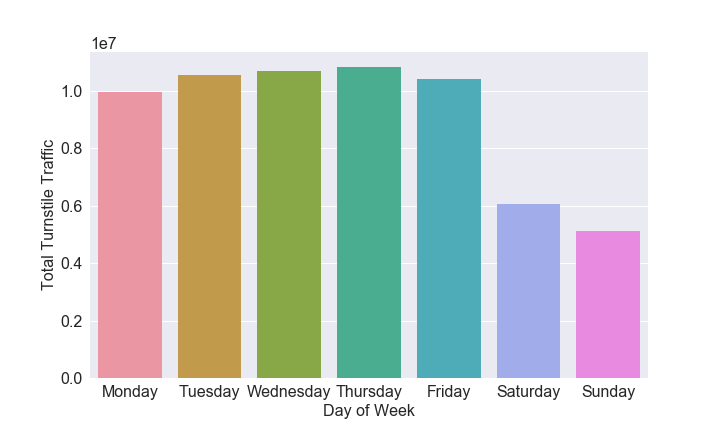 1e7
1.0
0.8
0.6
0.4
0.2
0.0
Total Turnstile Traffic
Monday Tuesday Wednesday Thursday Friday Saturday Sunday
Day of Week